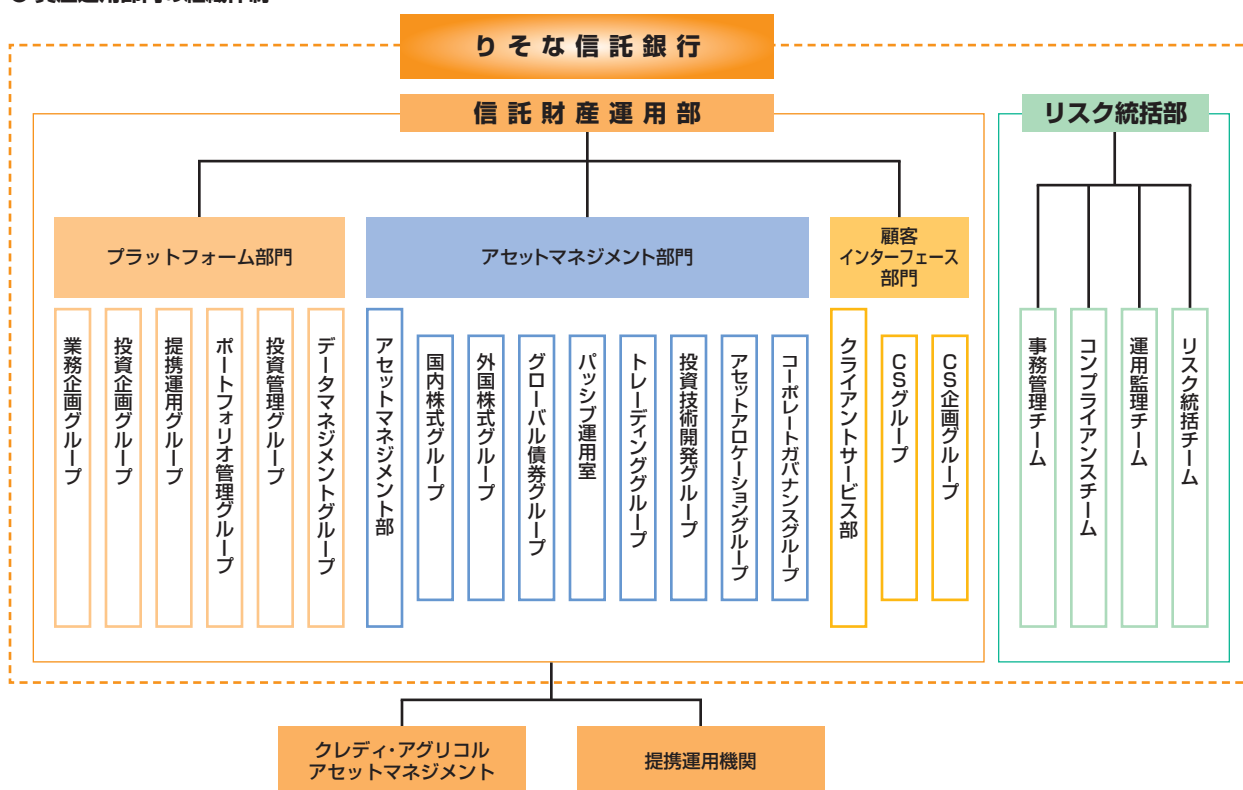 りそな信託銀行
信託財産運用部
リスク統括部
プラットフォーム部門
アセットマネジメント部門
顧客
インターフェース
部門
業務企画グループ
投資企画グループ
提携運用グループ
ポートフォリオ管理グループ
投資管理グループ
データマネジメントグループ
アセットマネジメント部
国内株式グループ
外国株式グループ
グローバル債券グループ
パッシブ運用室
トレーディンググループ
投資技術開発グループ
アセットアロケーショングループ
コーポレートガバナンスグループ
クライアントサービス部
CSグループ
CS企画グループ
事務管理チーム
コンプライアンスチーム
運用監理チーム
リスク統括チーム
クレディ・アグリコル
アセットマネジメント
提携運用機関